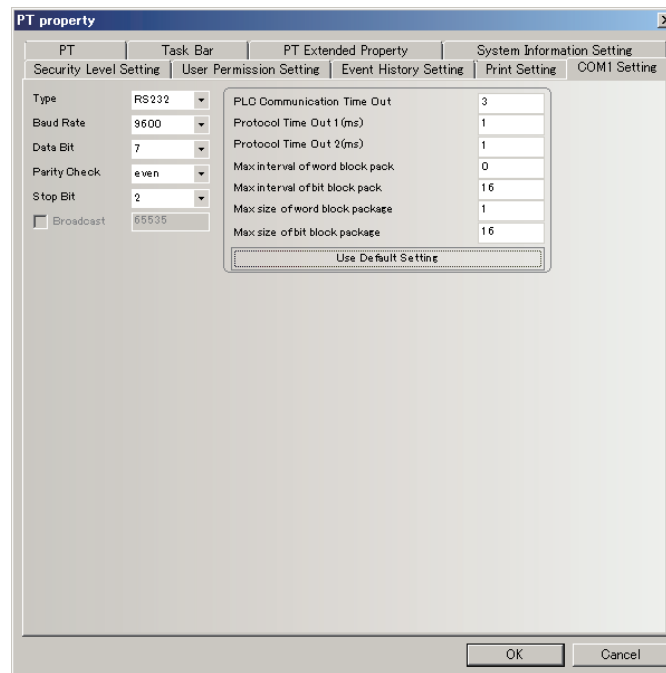 PT property
PT Task Bar PT Extended Property System Information Setting
Security Level Setting User Permission Setting Event History Setting Print Setting COM1 Setting
Type RS232
Baud Rate 9600
Data Bit 7
Parity Check even
Stop Bit 2
Broadcast 65535
PLC Communication Time Out 3
Protocol Time Out 1(ms) 1
Protocol Time Out 2(ms) 1
Max interval of word block pack 0
Max interval of bit block pack 16
Max size of word block package 1
Max size of bit block package 16
Use Default Setting
OK Cancel